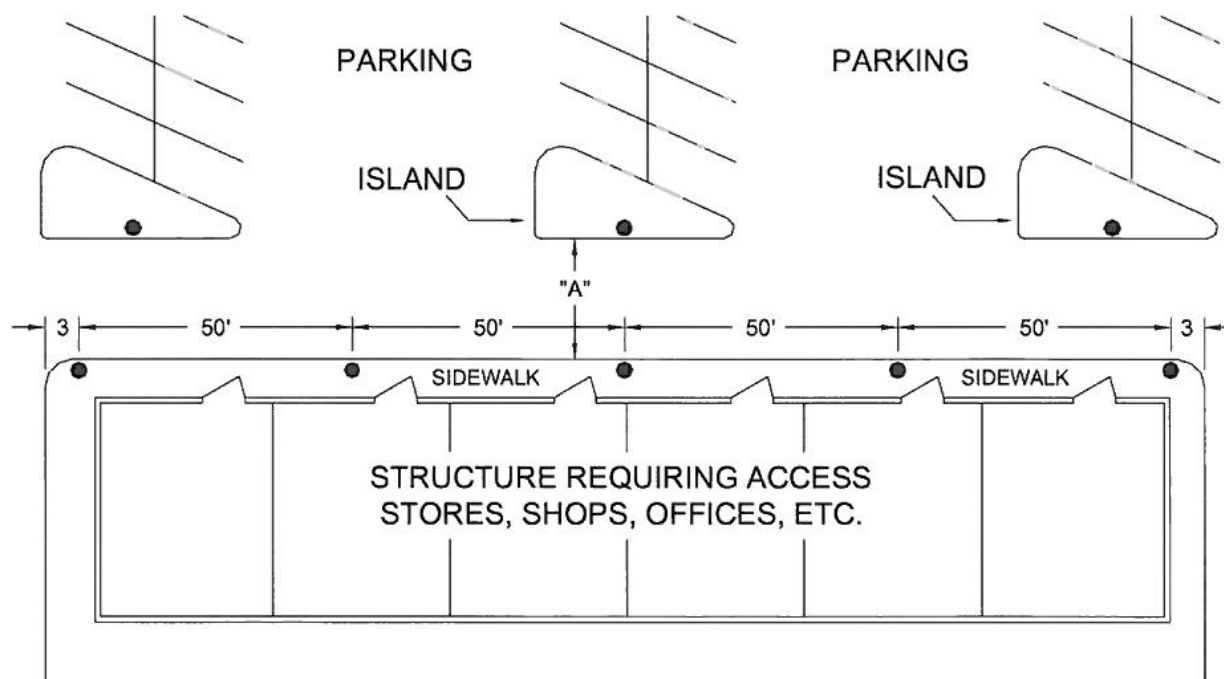 PARKING
PARKING
ISLAND
ISLAND
"A"
3
50'
50'
50'
50'
3
SIDEWALK
SIDEWALK
STRUCTURE REQUIRING ACCESS
STORES, SHOPS, OFFICES, ETC.